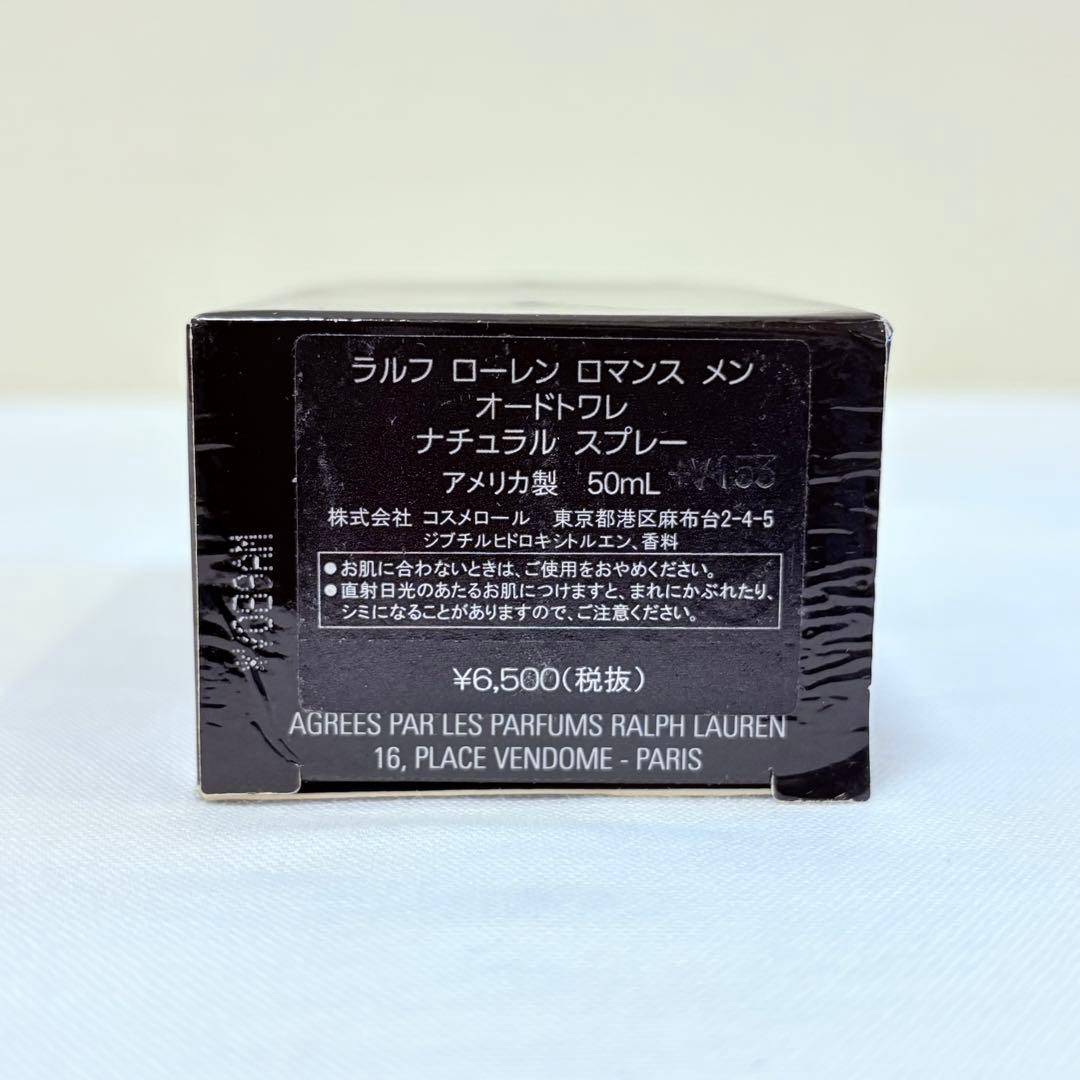 ラルフ ローレン ロマンス メン
オードトワレ
ナチュラル スプレー
アメリカ製 50mL
株式会社 コスメロール 東京都港区麻布台2-4-5
ジブチルヒドロキシトルエン、香料
●お肌に合わないときは、ご使用をおやめください。
●直射日光のあたるお肌につけますと、まれにかぶれたり、
シミになることがありますので、ご注意ください。
¥6,500(税抜)
AGREES PAR LES PARFUMS RALPH LAUREN
16, PLACE VENDOME - PARIS